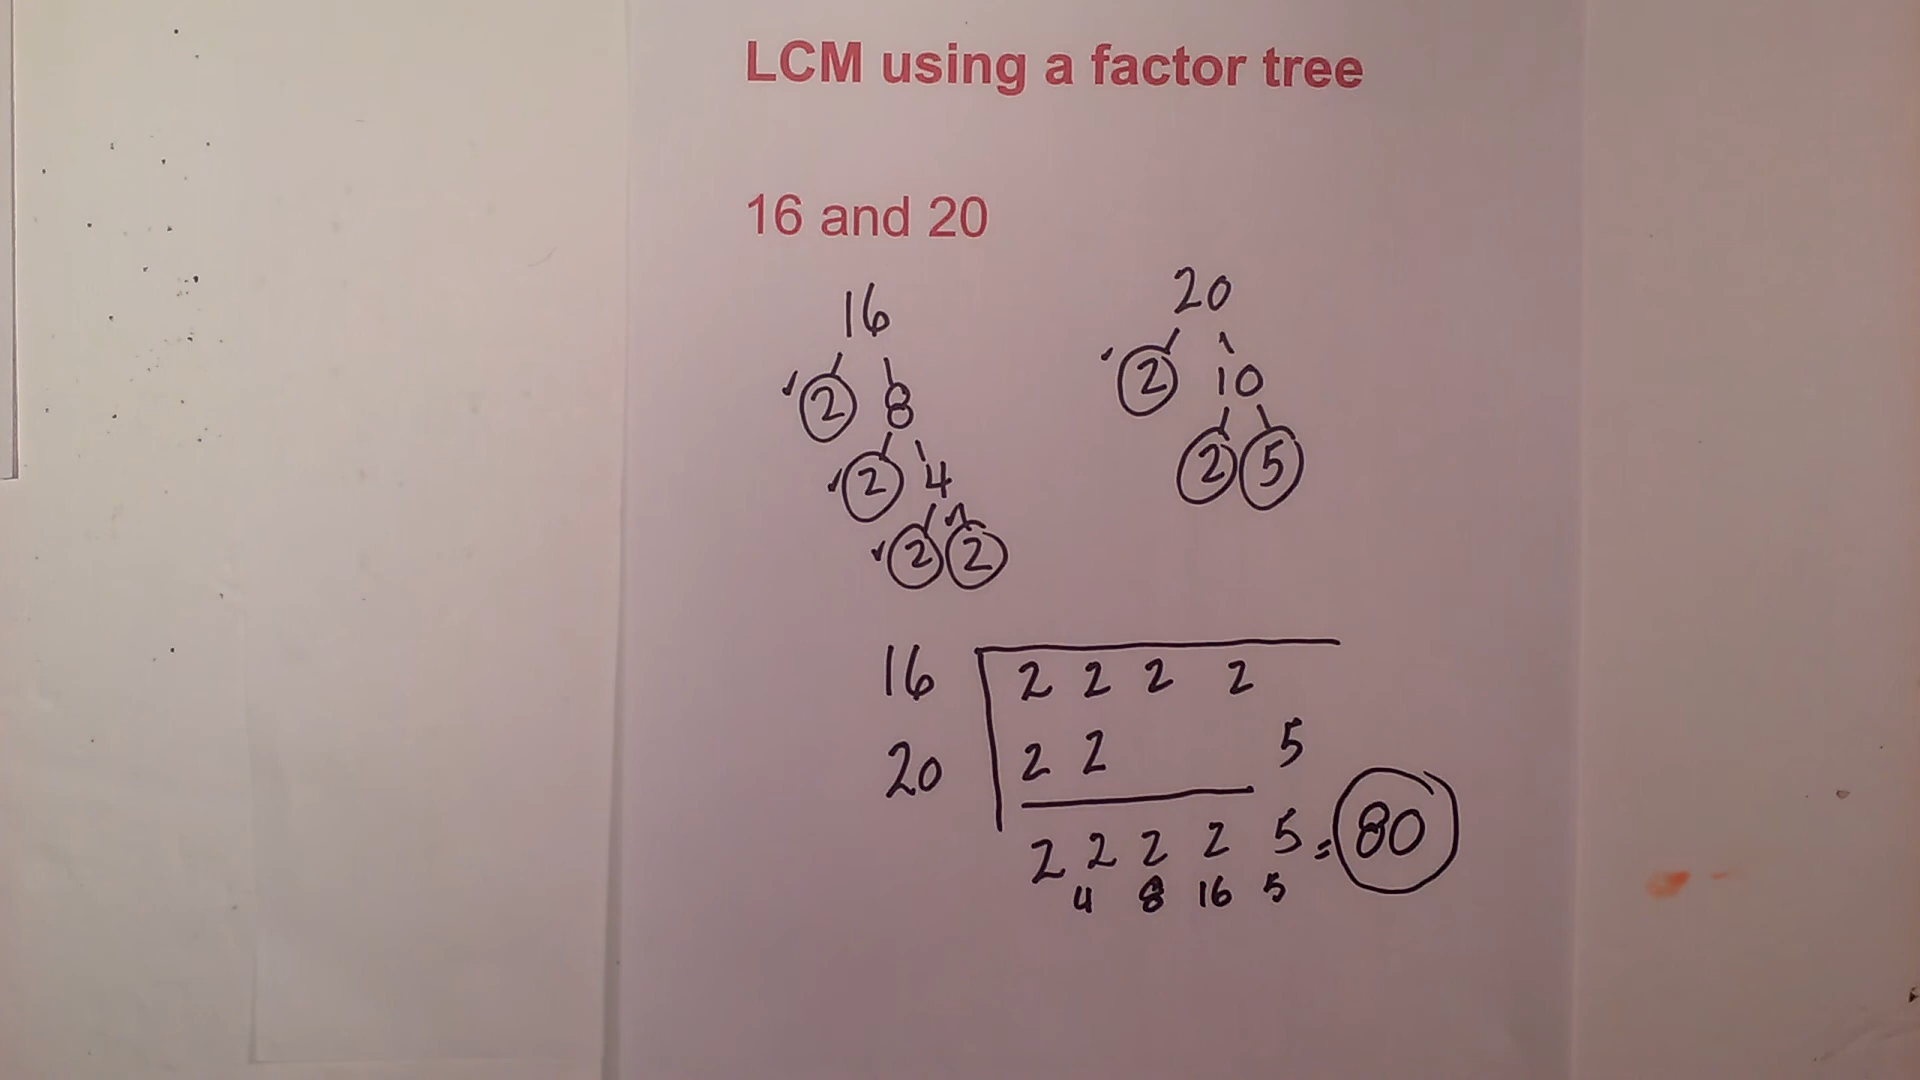 LCM using a factor tree
16 and 20
16 20
2 8 2 10
2 4 2 5
2 2
16 2 2 2 2
20 2 2 5
2 2 2 2 5 = 80
4 8 16 5